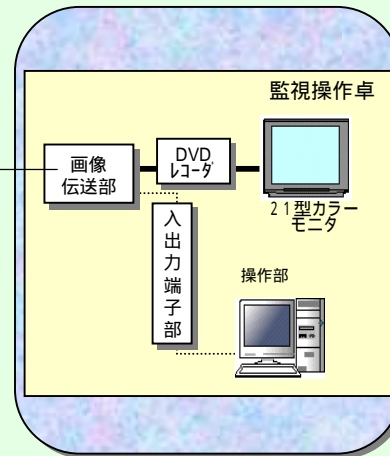 監視操作卓
画像
伝送部
DVD
ﾚｺｰﾀﾞ
２１型カラー
モニタ
入出力端子部
操作部